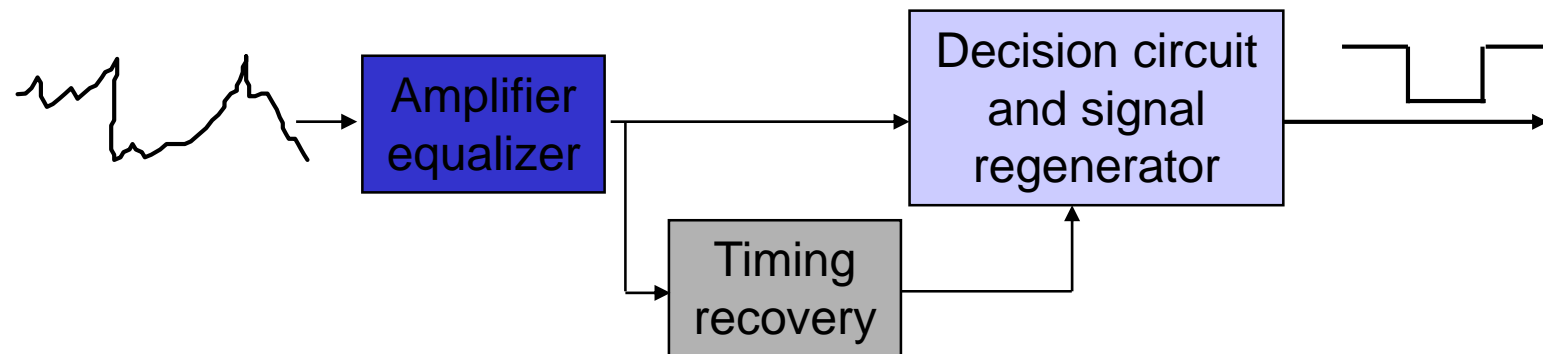 Amplifier
equalizer
Decision circuit
and signal
regenerator
Timing
recovery